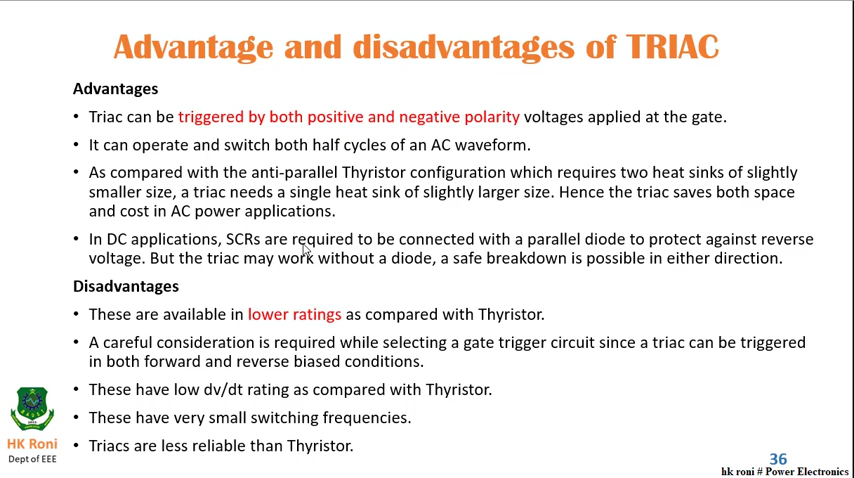 Advantage and disadvantages of TRIAC
Advantages
• Triac can be triggered by both positive and negative polarity voltages applied at the gate.
• It can operate and switch both half cycles of an AC waveform.
• As compared with the anti-parallel Thyristor configuration which requires two heat sinks of slightly
smaller size, a triac needs a single heat sink of slightly larger size. Hence the triac saves both space
and cost in AC power applications.
• In DC applications, SCRs are required to be connected with a parallel diode to protect against reverse
voltage. But the triac may work without a diode, a safe breakdown is possible in either direction.
Disadvantages
• These are available in lower ratings as compared with Thyristor.
• A careful consideration is required while selecting a gate trigger circuit since a triac can be triggered
in both forward and reverse biased conditions.
• These have low dv/dt rating as compared with Thyristor.
• These have very small switching frequencies.
• Triacs are less reliable than Thyristor.
HK Roni
Dept of EEE
36
hk roni # Power Electronics